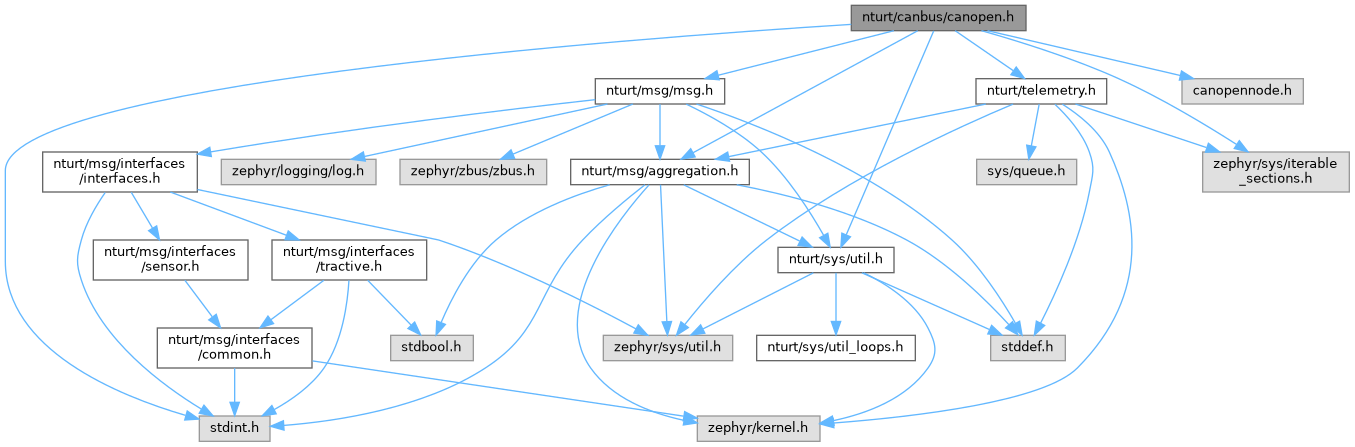 nturt/canbus/canopen.h
nturt/msg/msg.h
nturt/telemetry.h
canopennode.h
nturt/msg/interfaces
/interfaces.h
zephyr/logging/log.h
zephyr/zbus/zbus.h
nturt/msg/aggregation.h
sys/queue.h
zephyr/sys/iterable
_sections.h
nturt/msg/interfaces
/sensor.h
nturt/msg/interfaces
/tractive.h
nturt/sys/util.h
nturt/msg/interfaces
/common.h
stdbool.h
zephyr/sys/util.h
nturt/sys/util_loops.h
stddef.h
stdint.h
zephyr/kernel.h